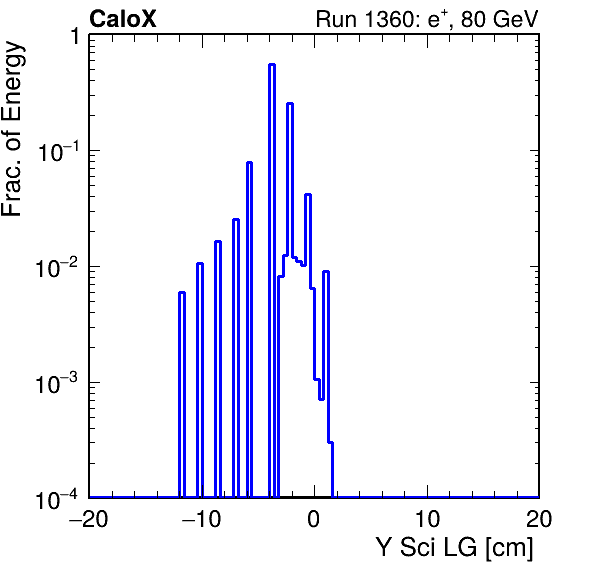 CaloX Run 1360: e⁺, 80 GeV
Frac. of Energy
1
10⁻¹
10⁻²
10⁻³
10⁻⁴
−20 −10 0 10 20
Y Sci LG [cm]